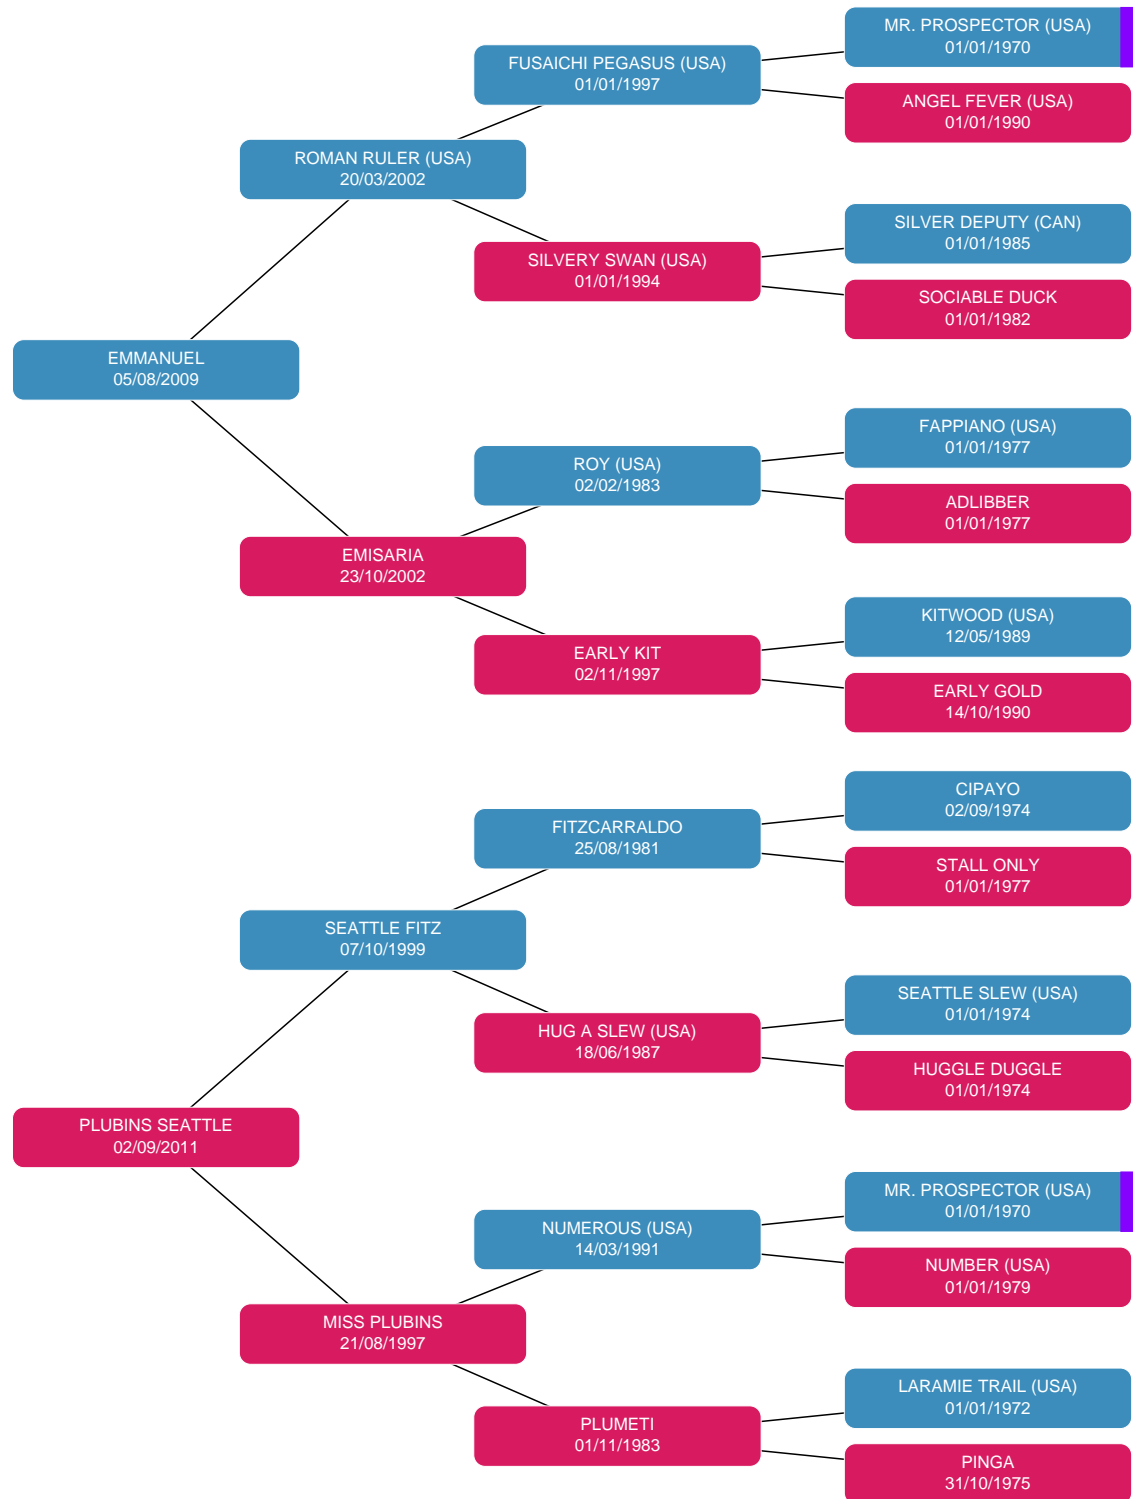 MR. PROSPECTOR (USA)
01/01/1970
FUSAICHI PEGASUS (USA)
01/01/1997
ANGEL FEVER (USA)
01/01/1990
ROMAN RULER (USA)
20/03/2002
SILVER DEPUTY (CAN)
01/01/1985
SILVERY SWAN (USA)
01/01/1994
SOCIABLE DUCK
01/01/1982
EMMANUEL
05/08/2009
FAPPIANO (USA)
01/01/1977
ROY (USA)
02/02/1983
ADLIBBER
01/01/1977
EMISARIA
23/10/2002
KITWOOD (USA)
12/05/1989
EARLY KIT
02/11/1997
EARLY GOLD
14/10/1990
CIPAYO
02/09/1974
FITZCARRALDO
25/08/1981
STALL ONLY
01/01/1977
SEATTLE FITZ
07/10/1999
SEATTLE SLEW (USA)
01/01/1974
HUG A SLEW (USA)
18/06/1987
HUGGLE DUGGLE
01/01/1974
PLUBINS SEATTLE
02/09/2011
MR. PROSPECTOR (USA)
01/01/1970
NUMEROUS (USA)
14/03/1991
NUMBER (USA)
01/01/1979
MISS PLUBINS
21/08/1997
LARAMIE TRAIL (USA)
01/01/1972
PLUMETI
01/11/1983
PINGA
31/10/1975